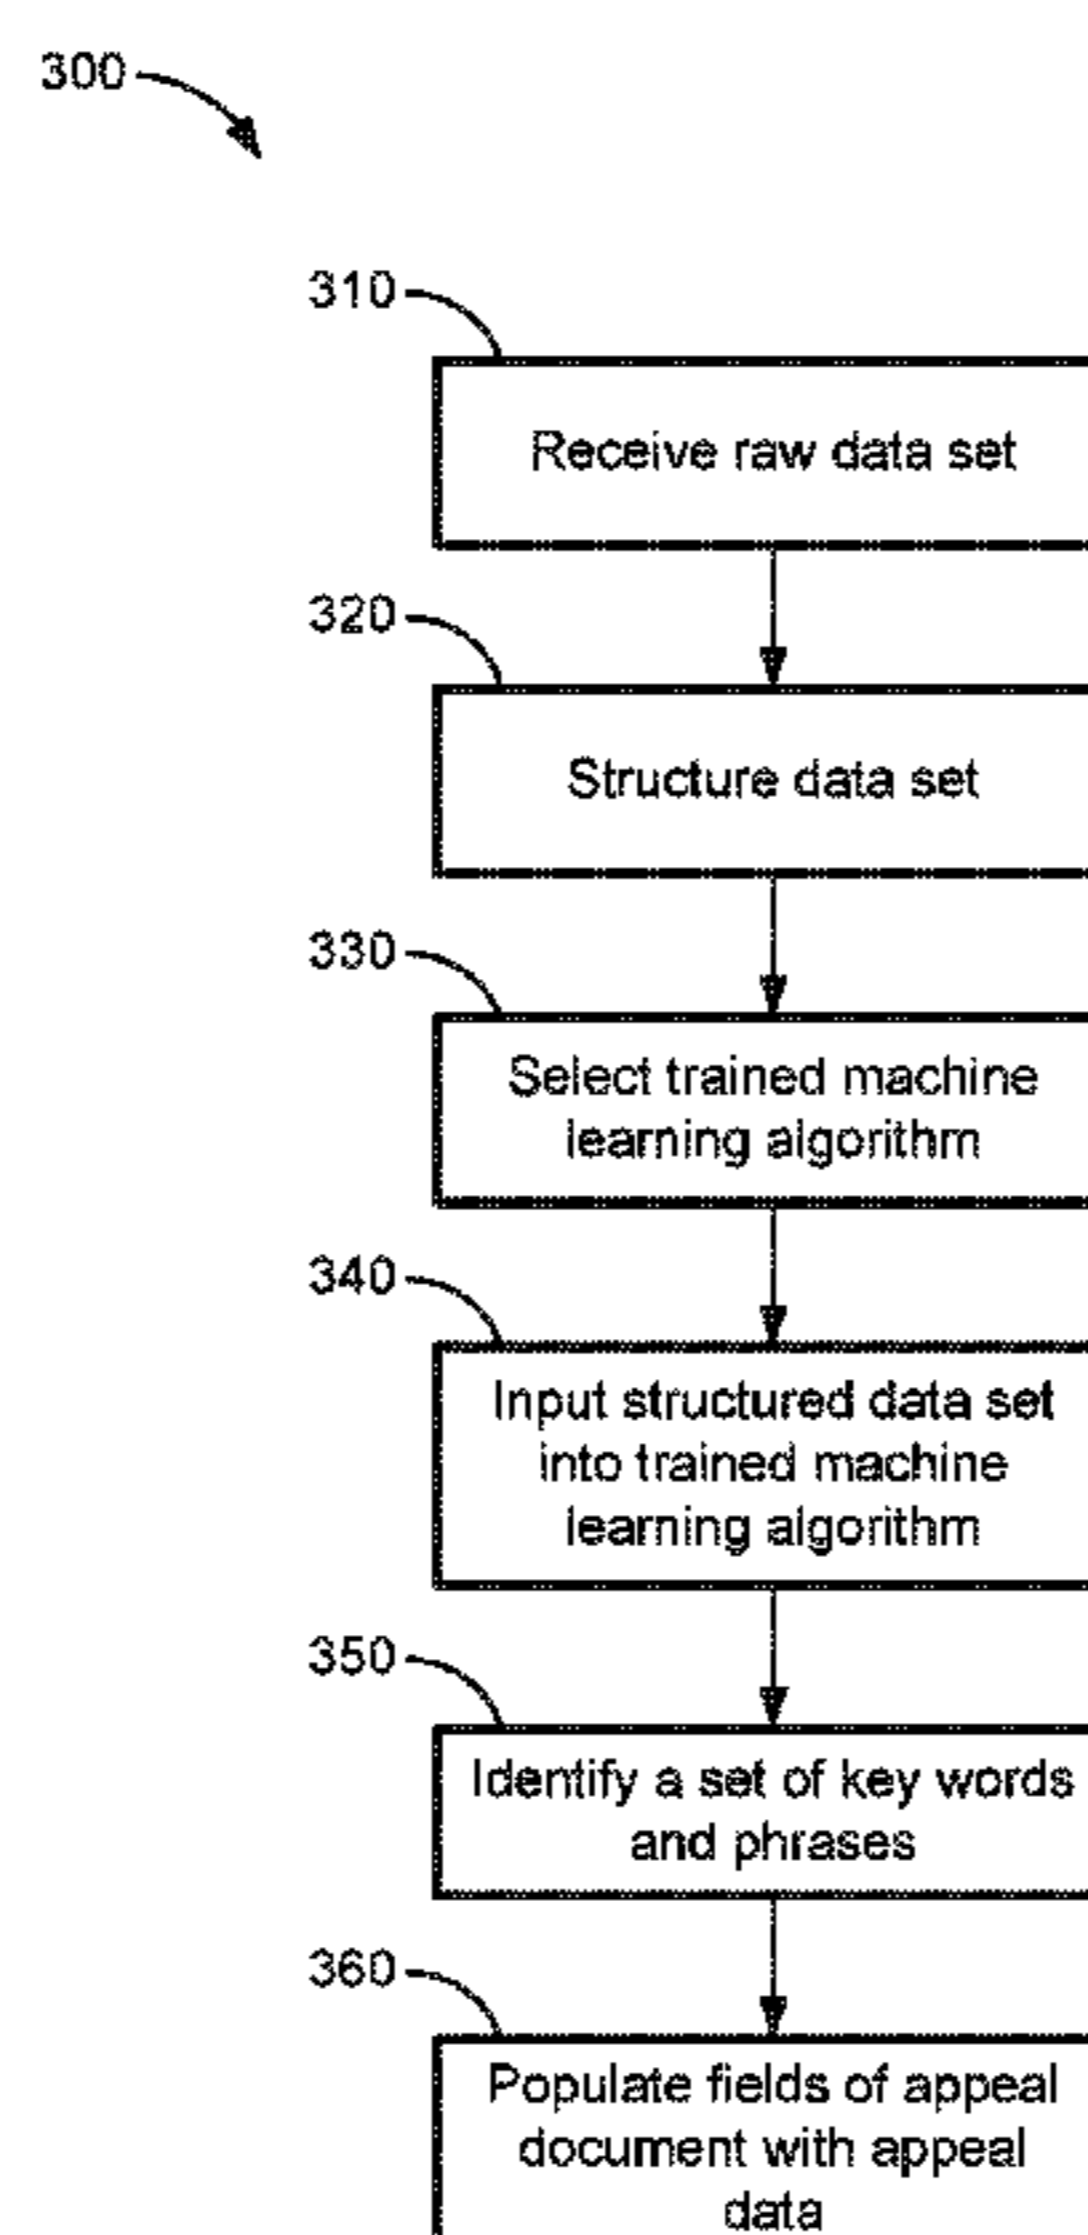 300
310
Receive raw data set
320
Structure data set
330
Select trained machine
learning algorithm
340
Input structured data set
into trained machine
learning algorithm
350
Identify a set of key words
and phrases
360
Populate fields of appeal
document with appeal
data